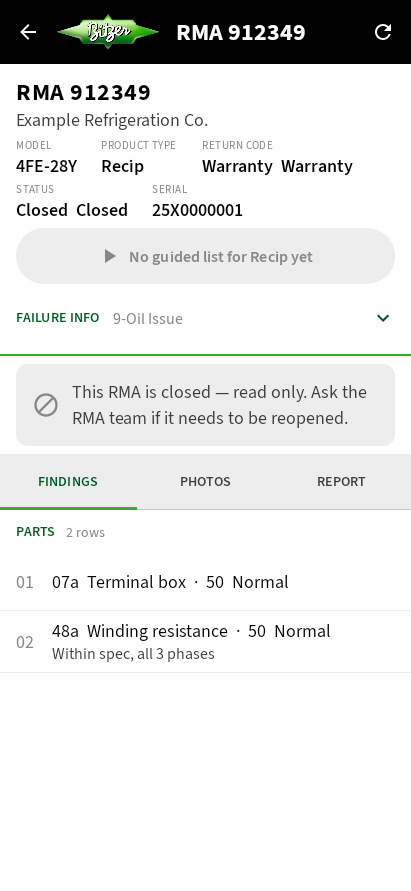 Bitzer RMA 912349
RMA 912349
Example Refrigeration Co.
MODEL PRODUCT TYPE RETURN CODE
4FE-28Y Recip Warranty Warranty
STATUS SERIAL
Closed Closed 25X0000001
No guided list for Recip yet
FAILURE INFO 9-Oil Issue
This RMA is closed — read only. Ask the
RMA team if it needs to be reopened.
FINDINGS PHOTOS REPORT
PARTS 2 rows
01 07a Terminal box · 50 Normal
02 48a Winding resistance · 50 Normal
Within spec, all 3 phases